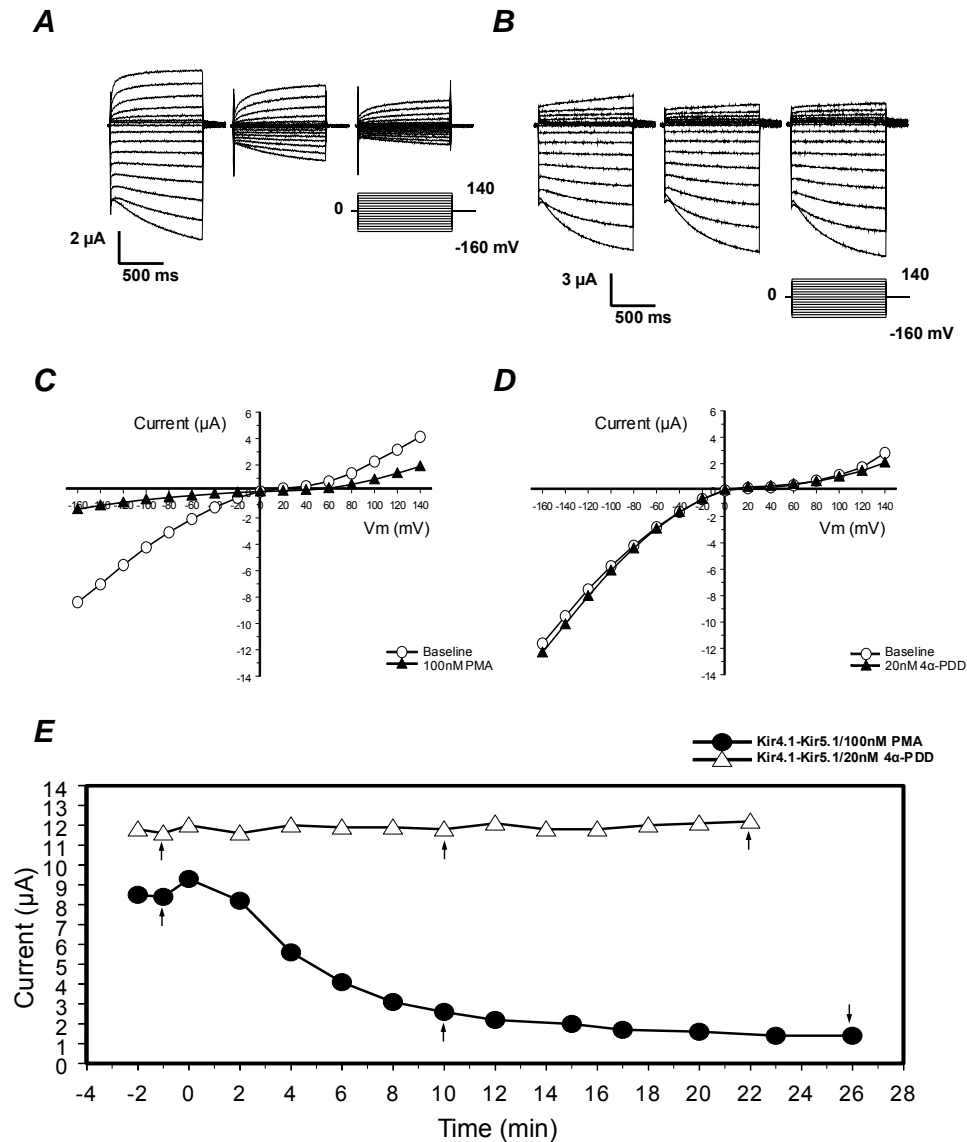 A
B
2 µA
500 ms
0
140
-160 mV
3 µA
500 ms
0
140
-160 mV
C
D
Current (µA)
6
4
2
-160 -140 -120 -100 -80 -60 -40 -20 0 20 40 60 80 100 120 140
-2
-4
-6
-8
-10
-12
-14
Vm (mV)
Baseline
100nM PMA
Current (µA)
6
4
2
-160 -140 -120 -100 -80 -60 -40 -20 0 20 40 60 80 100 120 140
-2
-4
-6
-8
-10
-12
-14
Vm (mV)
Baseline
20nM 4α-PDD
E
Kir4.1-Kir5.1/100nM PMA
Kir4.1-Kir5.1/20nM 4α-PDD
14
13
12
11
10
9
8
7
6
5
4
3
2
1
0
Current (µA)
-4 -2 0 2 4 6 8 10 12 14 16 18 20 22 24 26 28
Time (min)